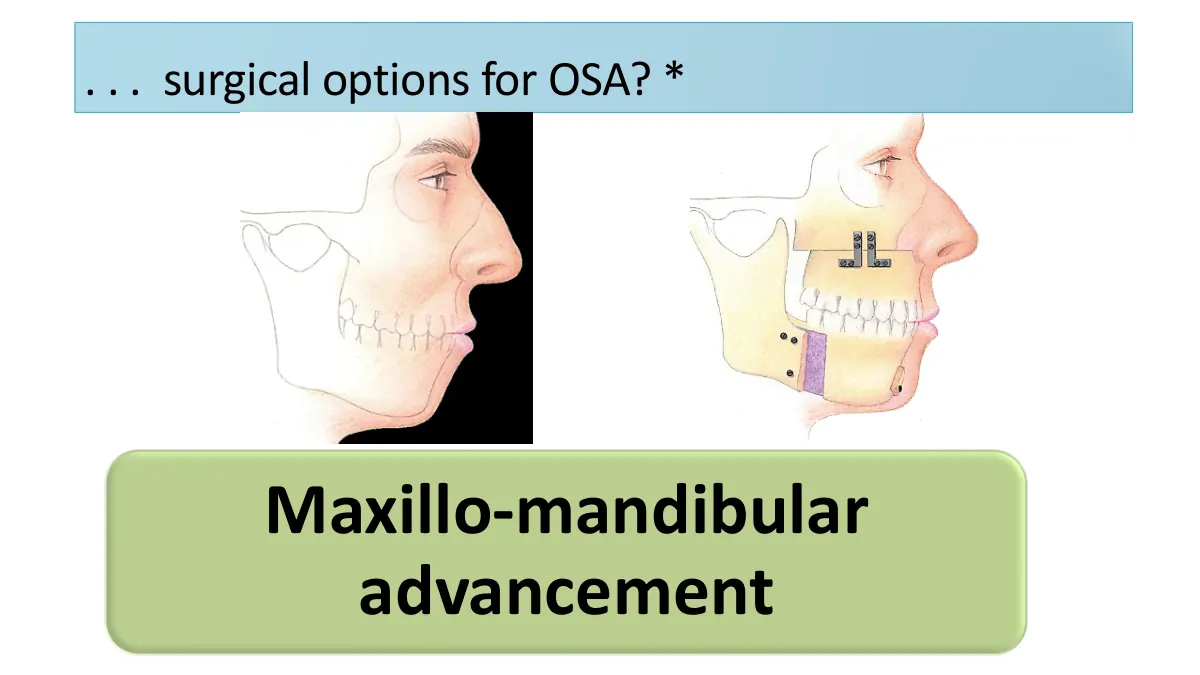 . . . surgical options for OSA? *
Maxillo-mandibular
advancement